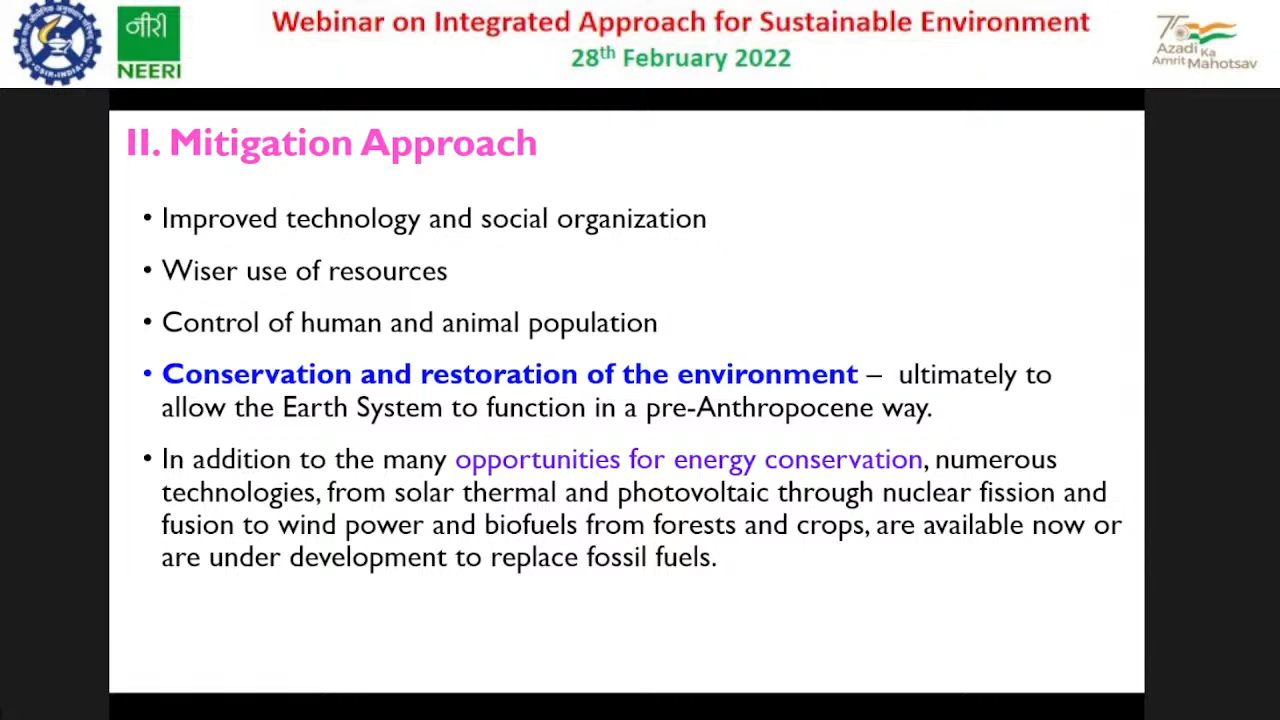 Webinar on Integrated Approach for Sustainable Environment
28th February 2022
CSIR-INDIA
नीरी
NEERI
75
Azadi Ka
Amrit Mahotsav
II. Mitigation Approach
• Improved technology and social organization
• Wiser use of resources
• Control of human and animal population
• Conservation and restoration of the environment – ultimately to
allow the Earth System to function in a pre-Anthropocene way.
• In addition to the many opportunities for energy conservation, numerous
technologies, from solar thermal and photovoltaic through nuclear fission and
fusion to wind power and biofuels from forests and crops, are available now or
are under development to replace fossil fuels.